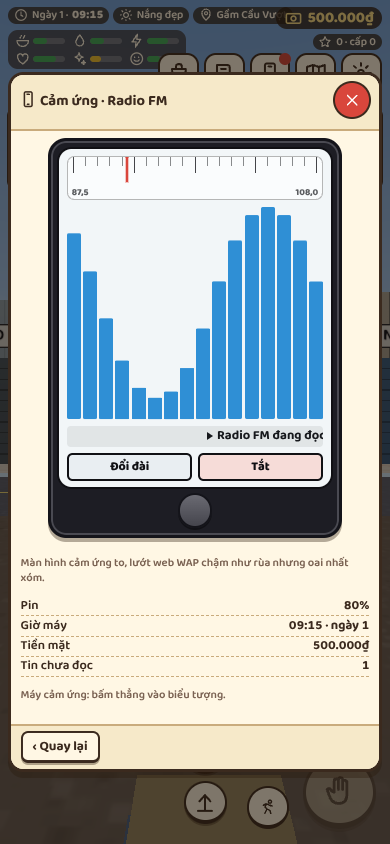 Ngày 1 · 09:15
Nắng đẹp
Gầm Cầu Vư
500.000₫
0 · cấp 0
Cảm ứng · Radio FM
87,5
108,0
Radio FM đang đọc
Đổi đài
Tắt
Màn hình cảm ứng to, lướt web WAP chậm như rùa nhưng oai nhất
xóm.
Pin
80%
Giờ máy
09:15 · ngày 1
Tiền mặt
500.000₫
Tin chưa đọc
1
Máy cảm ứng: bấm thẳng vào biểu tượng.
‹ Quay lại